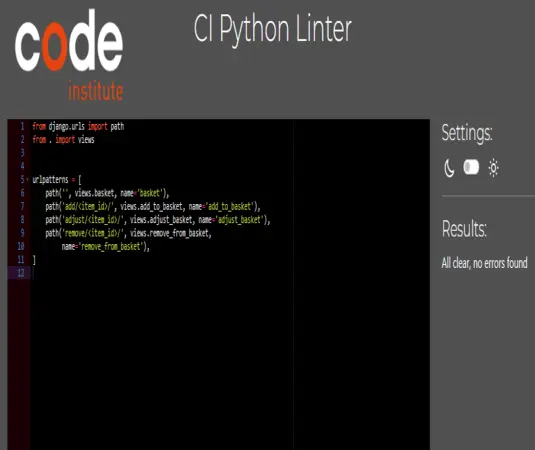 code
institute
CI Python Linter
1 from django.urls import path
2 from . import views
3
4
5 urlpatterns = [
6 path('', views.basket, name='basket'),
7 path('add/<item_id>/', views.add_to_basket, name='add_to_basket'),
8 path('adjust/<item_id>/', views.adjust_basket, name='adjust_basket'),
9 path('remove/<item_id>/', views.remove_from_basket,
10 name='remove_from_basket'),
11 ]
12
Settings:
Results:
All clear, no errors found